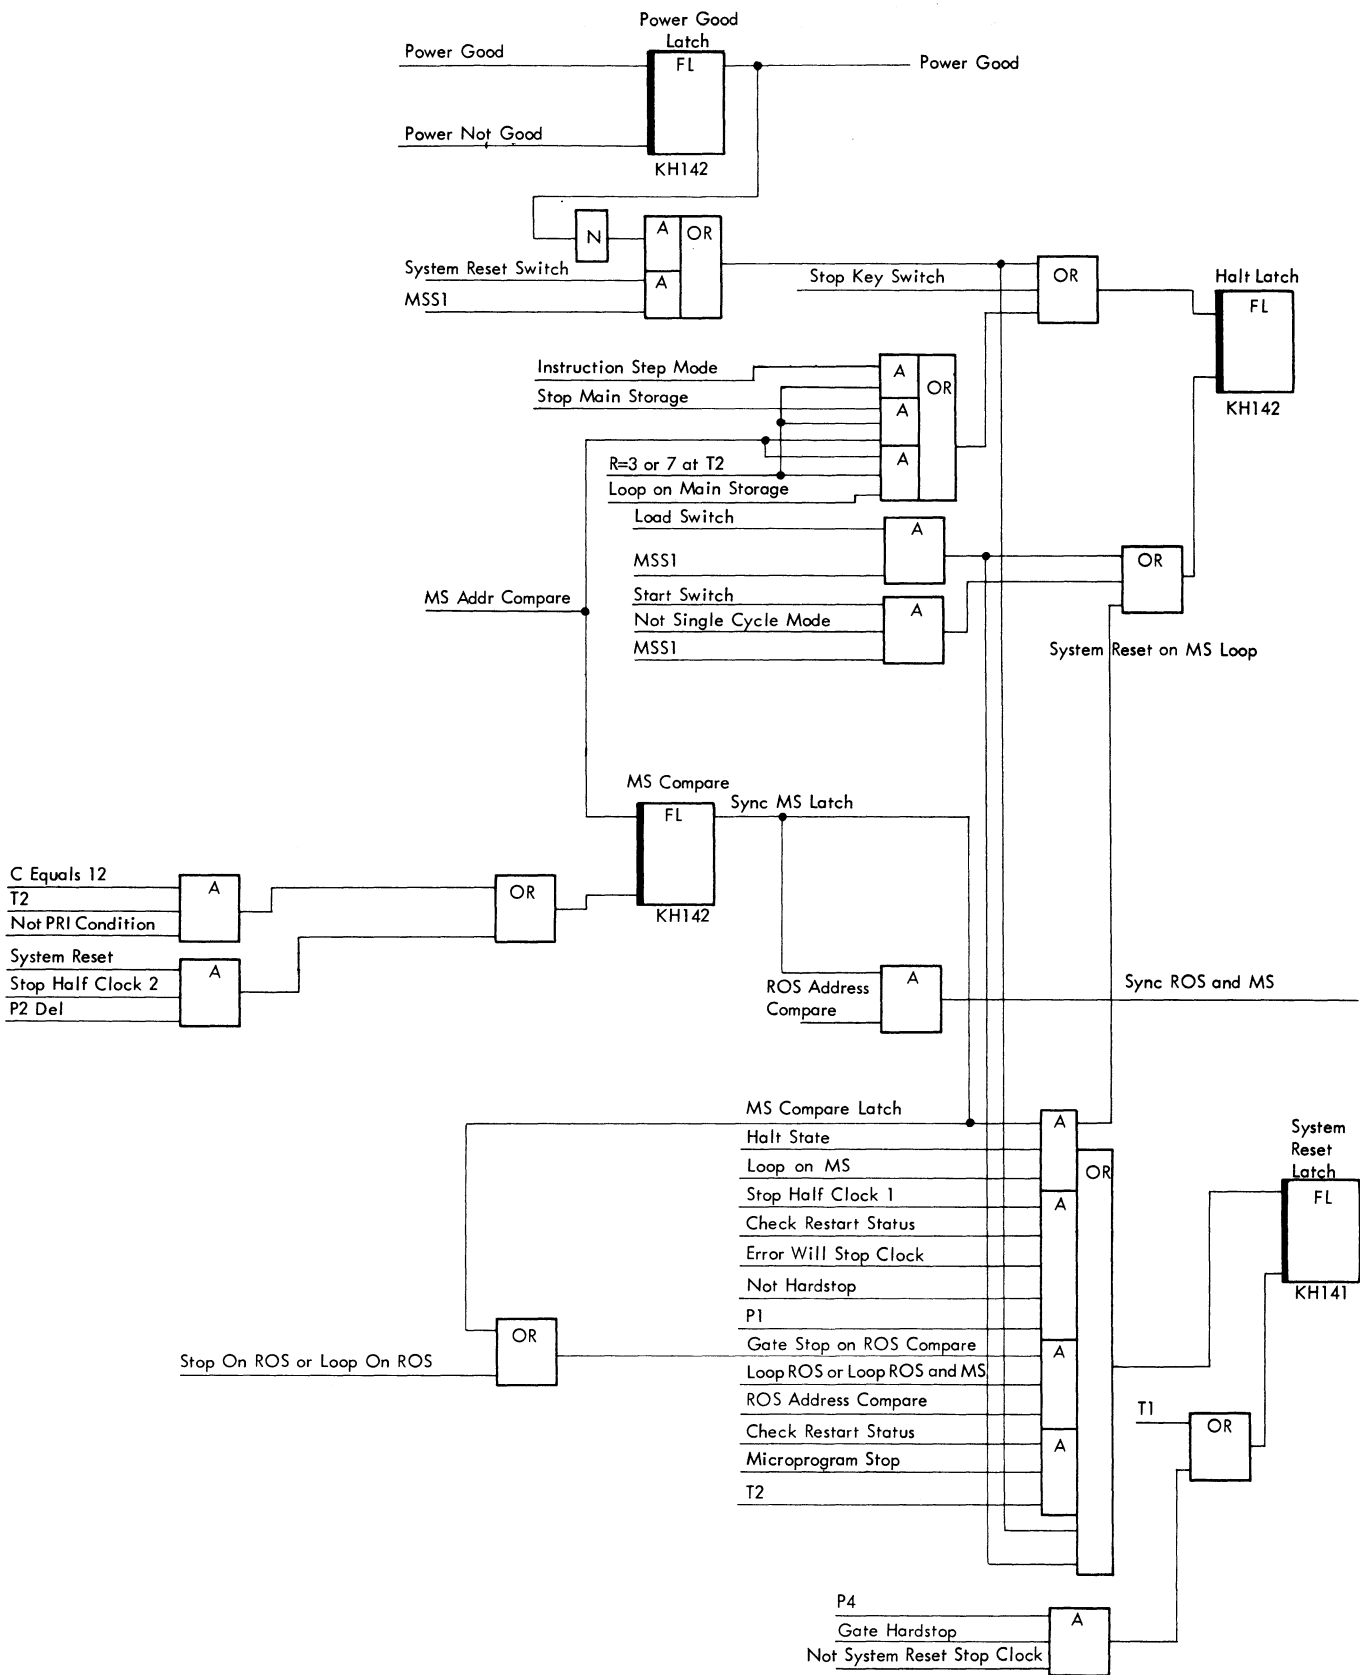 Power Good
Latch
Power Good
FL
Power Good
Power Not Good
KH142
N
A
OR
System Reset Switch
A
MSS1
Stop Key Switch
OR
Halt Latch
FL
KH142
Instruction Step Mode
A
OR
Stop Main Storage
A
R=3 or 7 at T2
A
Loop on Main Storage
Load Switch
A
MSS1
OR
MS Addr Compare
Start Switch
A
Not Single Cycle Mode
MSS1
System Reset on MS Loop
MS Compare
FL
Sync MS Latch
KH142
C Equals 12
A
T2
Not PRI Condition
OR
System Reset
A
Stop Half Clock 2
P2 Del
ROS Address
Compare
A
Sync ROS and MS
MS Compare Latch
A
Halt State
Loop on MS
OR
System
Reset
Latch
FL
KH141
Stop Half Clock 1
A
Check Restart Status
Error Will Stop Clock
Not Hardstop
P1
Stop On ROS or Loop On ROS
OR
Gate Stop on ROS Compare
A
Loop ROS or Loop ROS and MS
ROS Address Compare
Check Restart Status
A
Microprogram Stop
T2
T1
OR
P4
A
Gate Hardstop
Not System Reset Stop Clock